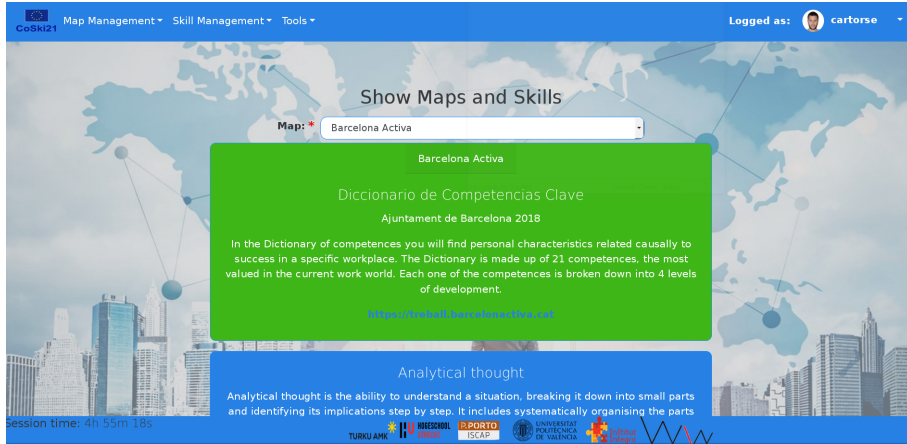 CoSki21
Map Management
Skill Management
Tools
Logged as:
cartorse
Show Maps and Skills
Map: *
Barcelona Activa
Barcelona Activa
Diccionario de Competencias Clave
Ajuntament de Barcelona 2018
In the Dictionary of competences you will find personal characteristics related causally to
success in a specific workplace. The Dictionary is made up of 21 competences, the most
valued in the current work world. Each one of the competences is broken down into 4 levels
of development.
https://treball.barcelonactiva.cat
Analytical thought
Analytical thought is the ability to understand a situation, breaking it down into small parts
and identifying its implications step by step. It includes systematically organising the parts
Session time: 4h 55m 18s
TURKU AMK
HOGESCHOOL
P.PORTO
ISCAP
UNIVERSITAT
POLITÈCNICA
DE VALÈNCIA